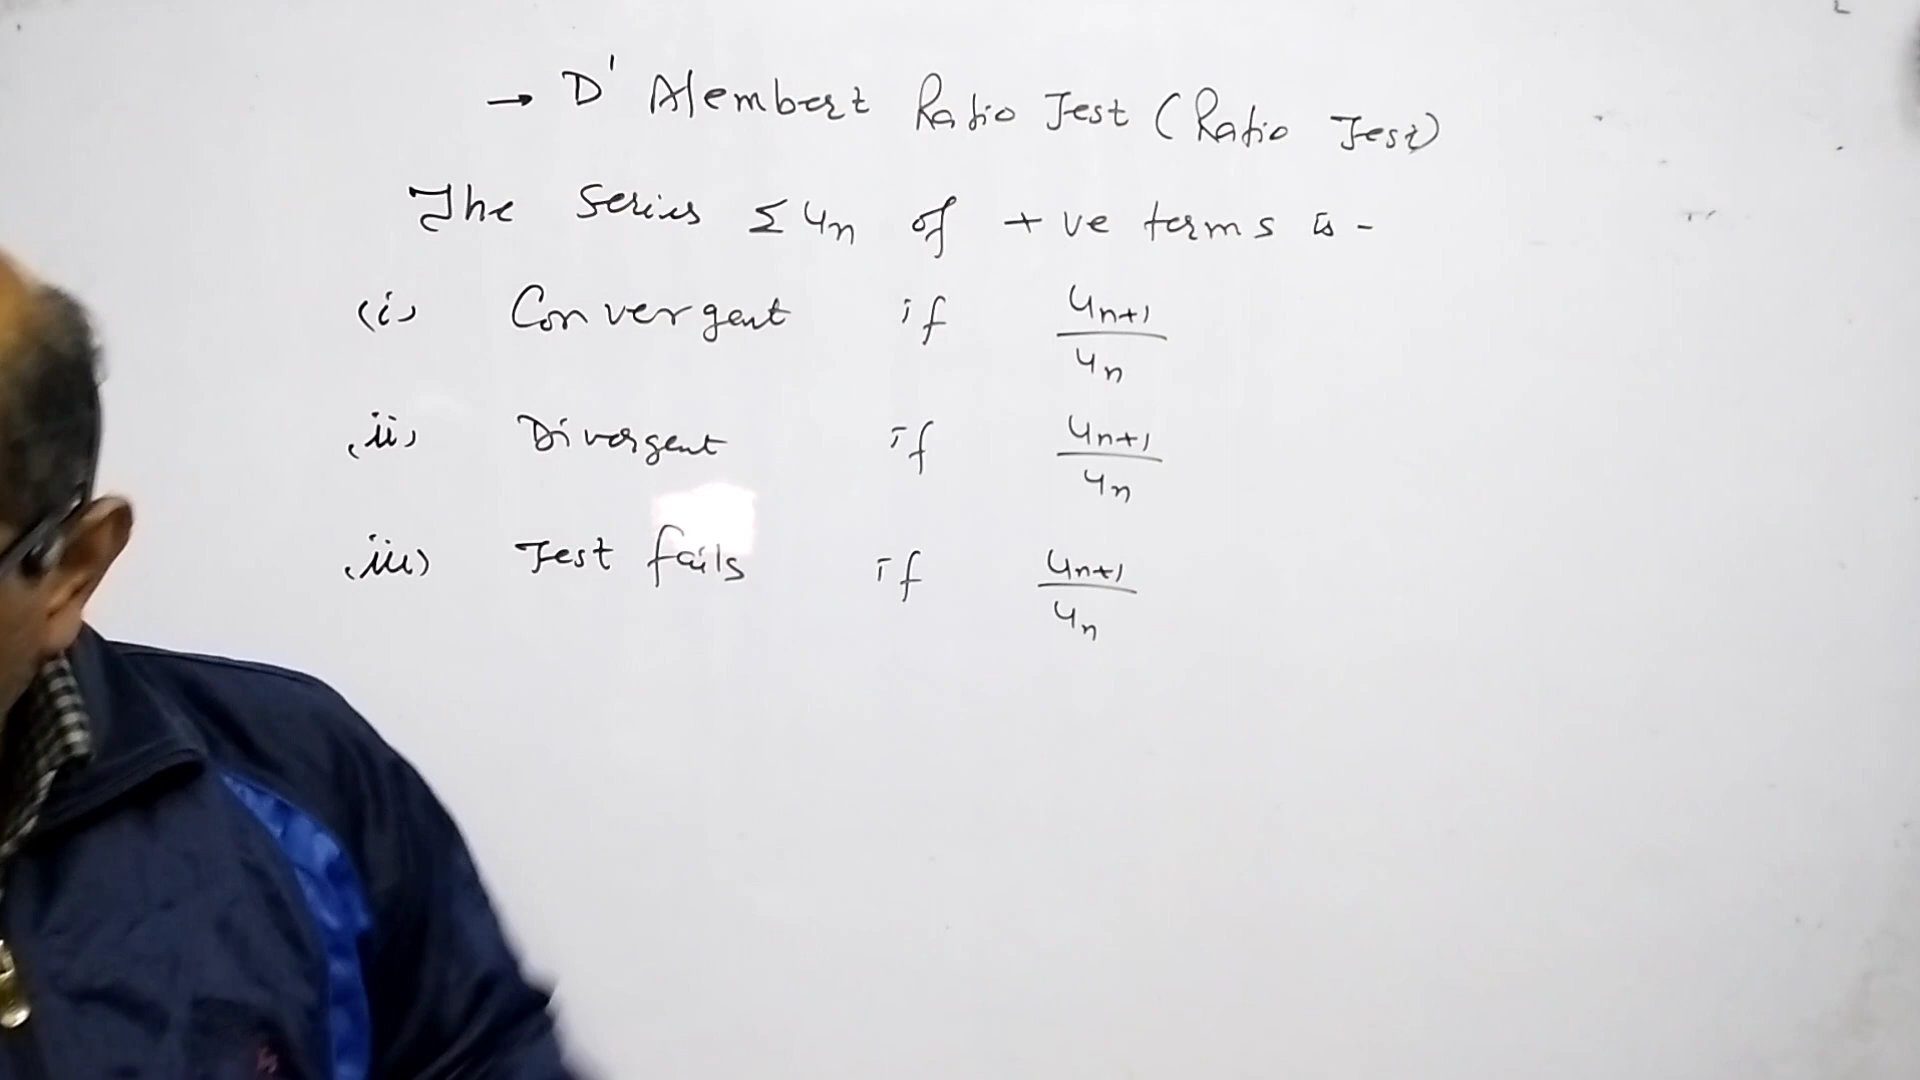 → D' Alembert Ratio Test (Ratio Test)
The Series Σ un of +ve terms is -
(i) Convergent if un+1/un
(ii) Divergent if un+1/un
(iii) Test fails if un+1/un